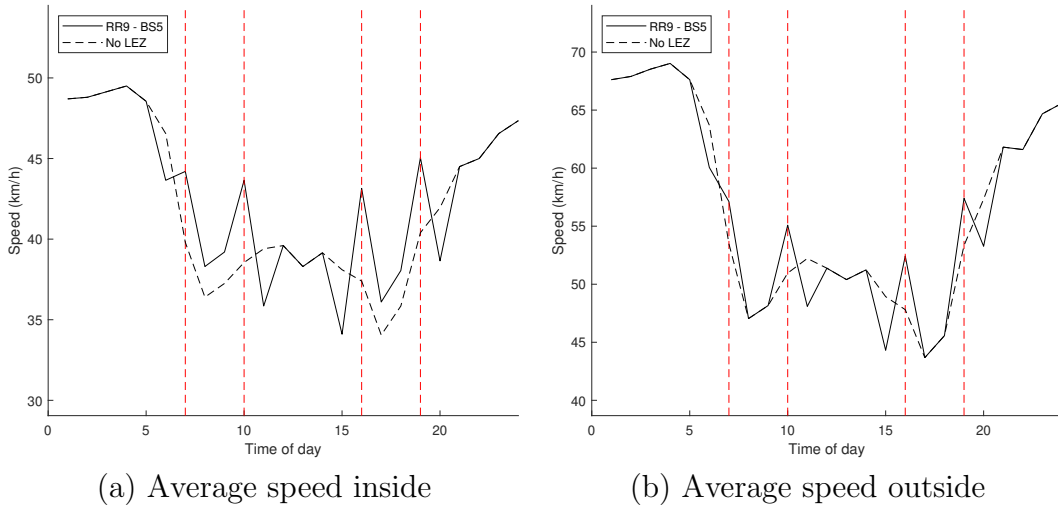 RR9 - BS5
No LEZ
50
45
40
35
30
Speed (km/h)
0 5 10 15 20
Time of day
(a) Average speed inside
RR9 - BS5
No LEZ
70
65
60
55
50
45
40
Speed (km/h)
0 5 10 15 20
Time of day
(b) Average speed outside